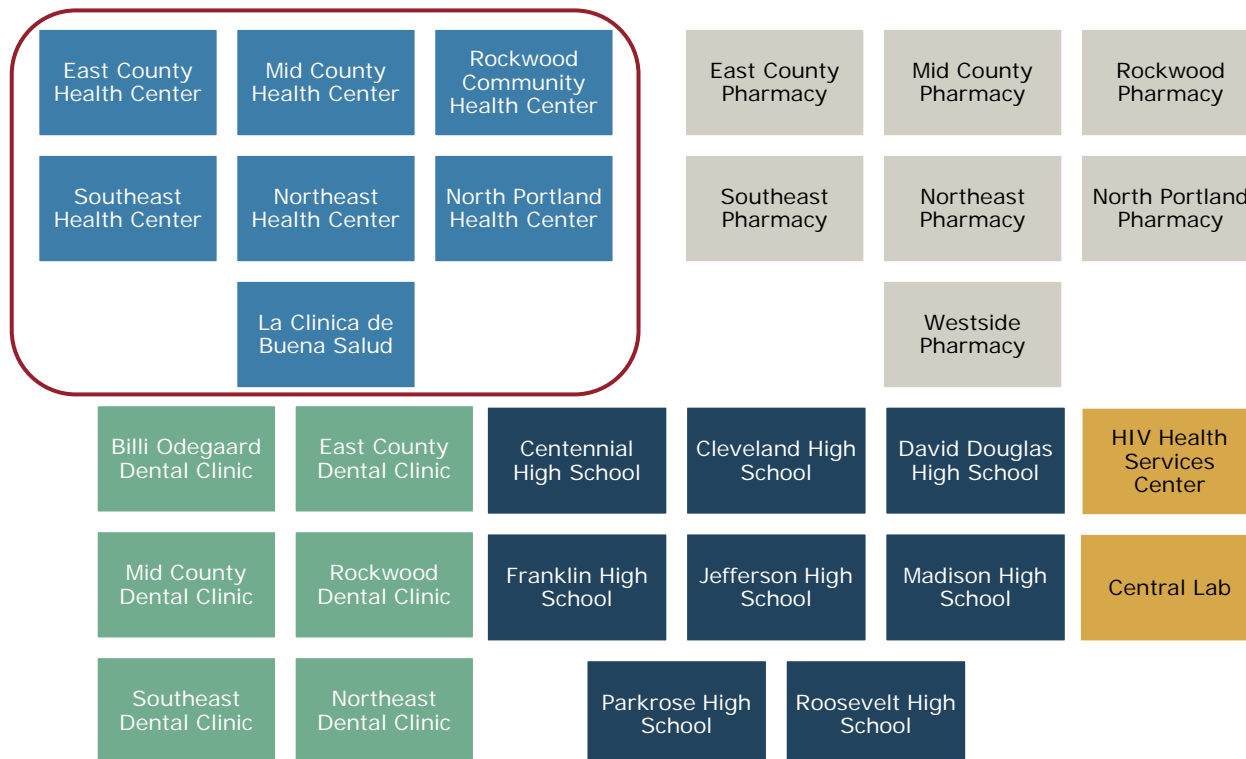 East County
Health Center
Mid County
Health Center
Rockwood
Community
Health Center
East County
Pharmacy
Mid County
Pharmacy
Rockwood
Pharmacy
Southeast
Health Center
Northeast
Health Center
North Portland
Health Center
Southeast
Pharmacy
Northeast
Pharmacy
North Portland
Pharmacy
La Clinica de
Buena Salud
Westside
Pharmacy
Billi Odegaard
Dental Clinic
East County
Dental Clinic
Centennial
High School
Cleveland High
School
David Douglas
High School
HIV Health
Services
Center
Mid County
Dental Clinic
Rockwood
Dental Clinic
Franklin High
School
Jefferson High
School
Madison High
School
Central Lab
Southeast
Dental Clinic
Northeast
Dental Clinic
Parkrose High
School
Roosevelt High
School